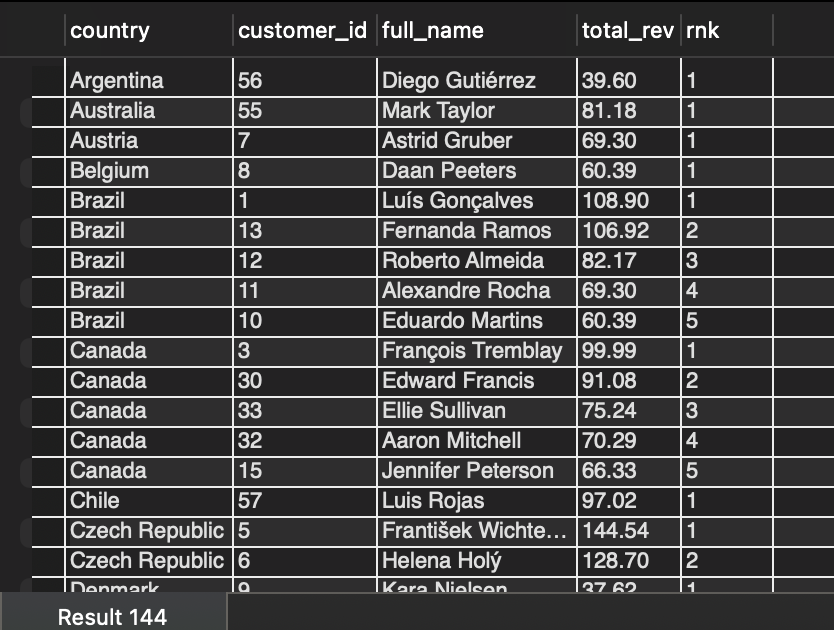 country customer_id full_name total_rev rnk
Argentina 56 Diego Gutiérrez 39.60 1
Australia 55 Mark Taylor 81.18 1
Austria 7 Astrid Gruber 69.30 1
Belgium 8 Daan Peeters 60.39 1
Brazil 1 Luís Gonçalves 108.90 1
Brazil 13 Fernanda Ramos 106.92 2
Brazil 12 Roberto Almeida 82.17 3
Brazil 11 Alexandre Rocha 69.30 4
Brazil 10 Eduardo Martins 60.39 5
Canada 3 François Tremblay 99.99 1
Canada 30 Edward Francis 91.08 2
Canada 33 Ellie Sullivan 75.24 3
Canada 32 Aaron Mitchell 70.29 4
Canada 15 Jennifer Peterson 66.33 5
Chile 57 Luis Rojas 97.02 1
Czech Republic 5 František Wichte... 144.54 1
Czech Republic 6 Helena Holý 128.70 2
Denmark 9 Kara Nielsen 37.62 1
Result 144